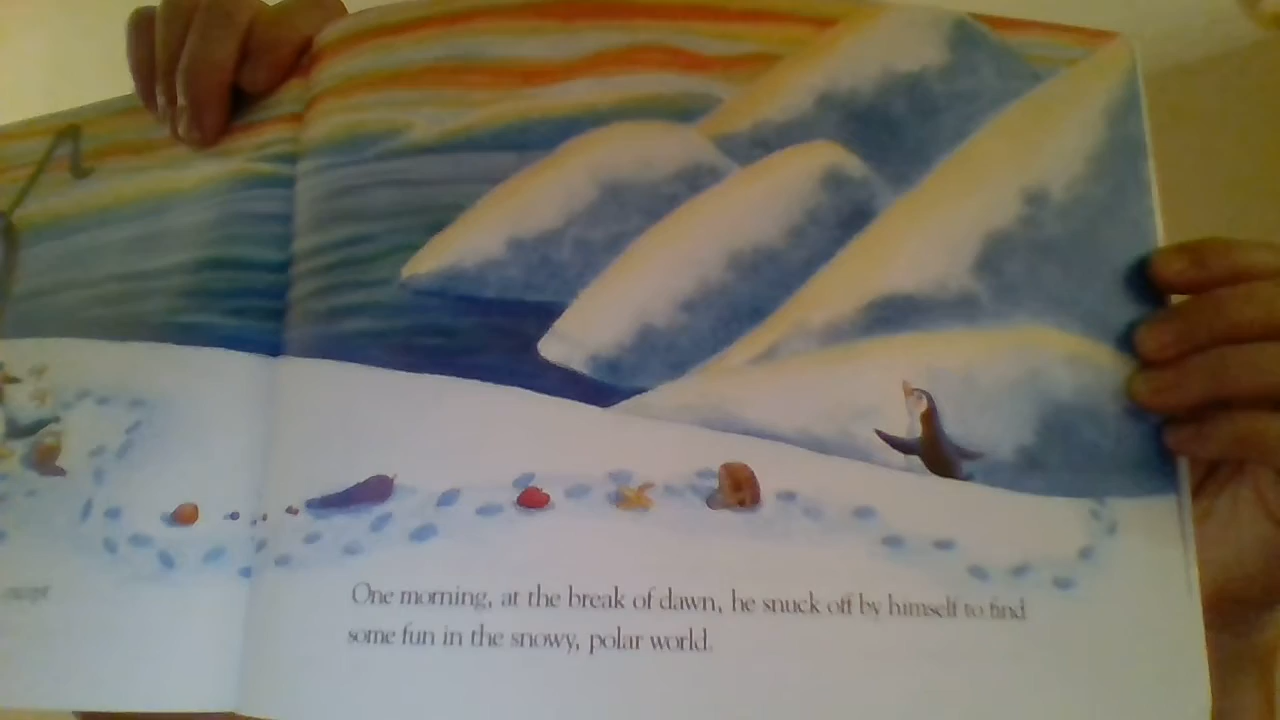 One morning, at the break of dawn, he snuck off by himself to find
some fun in the snowy, polar world.